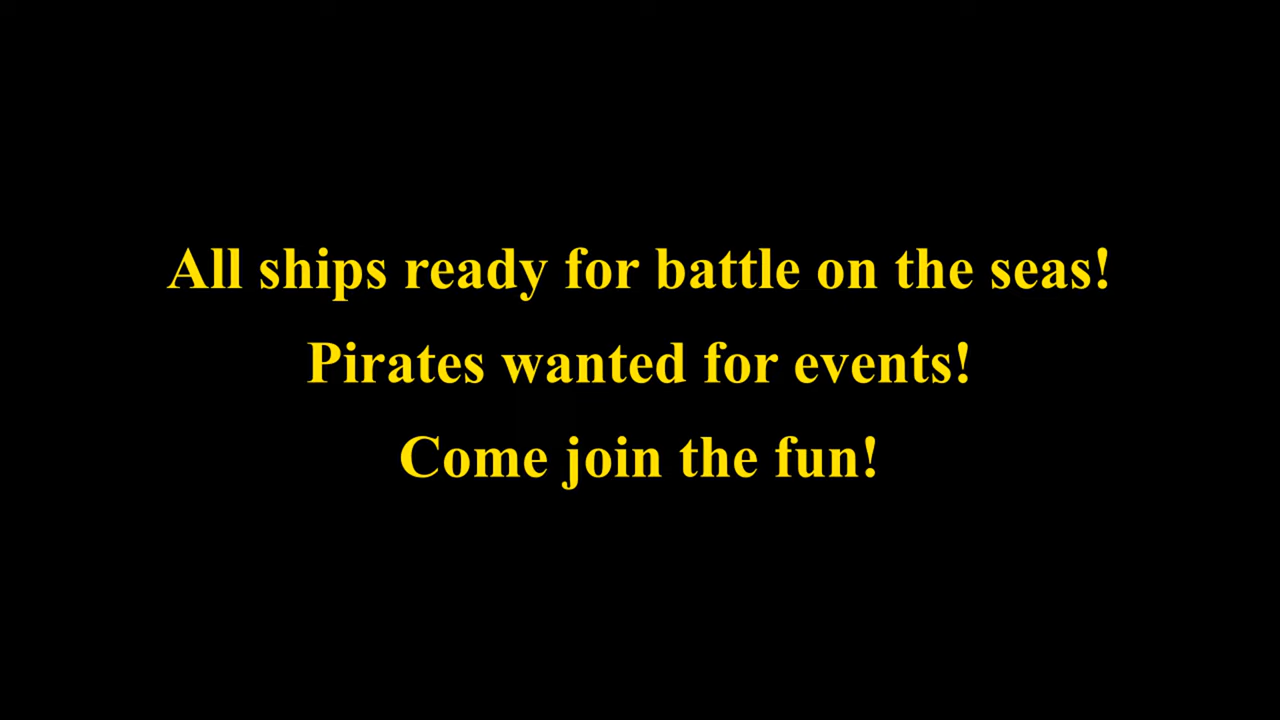 All ships ready for battle on the seas!
Pirates wanted for events!
Come join the fun!